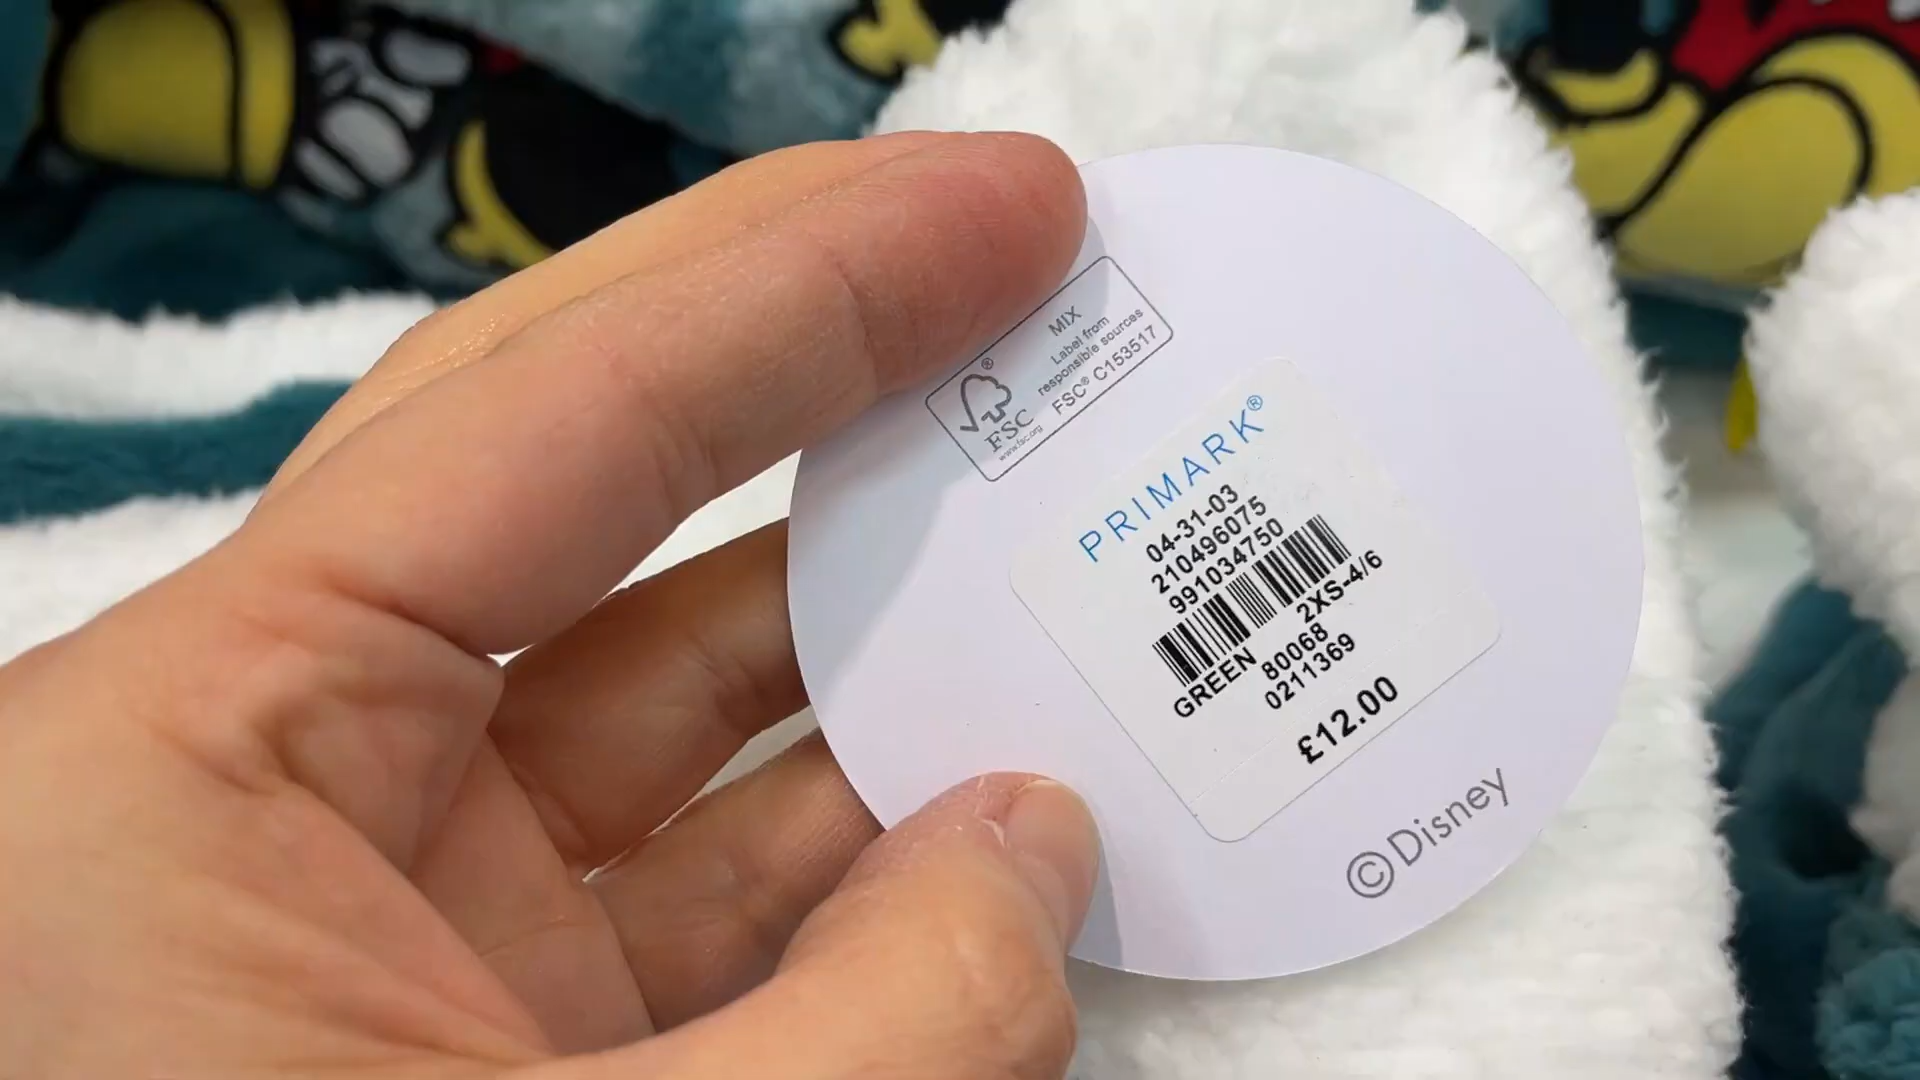 MIX
Label from
responsible sources
FSC® C153517
®
FSC
www.fsc.org
PRIMARK®
04-31-03
210496075
991034750
2XS-4/6
GREEN 80068
0211369
£12.00
©Disney